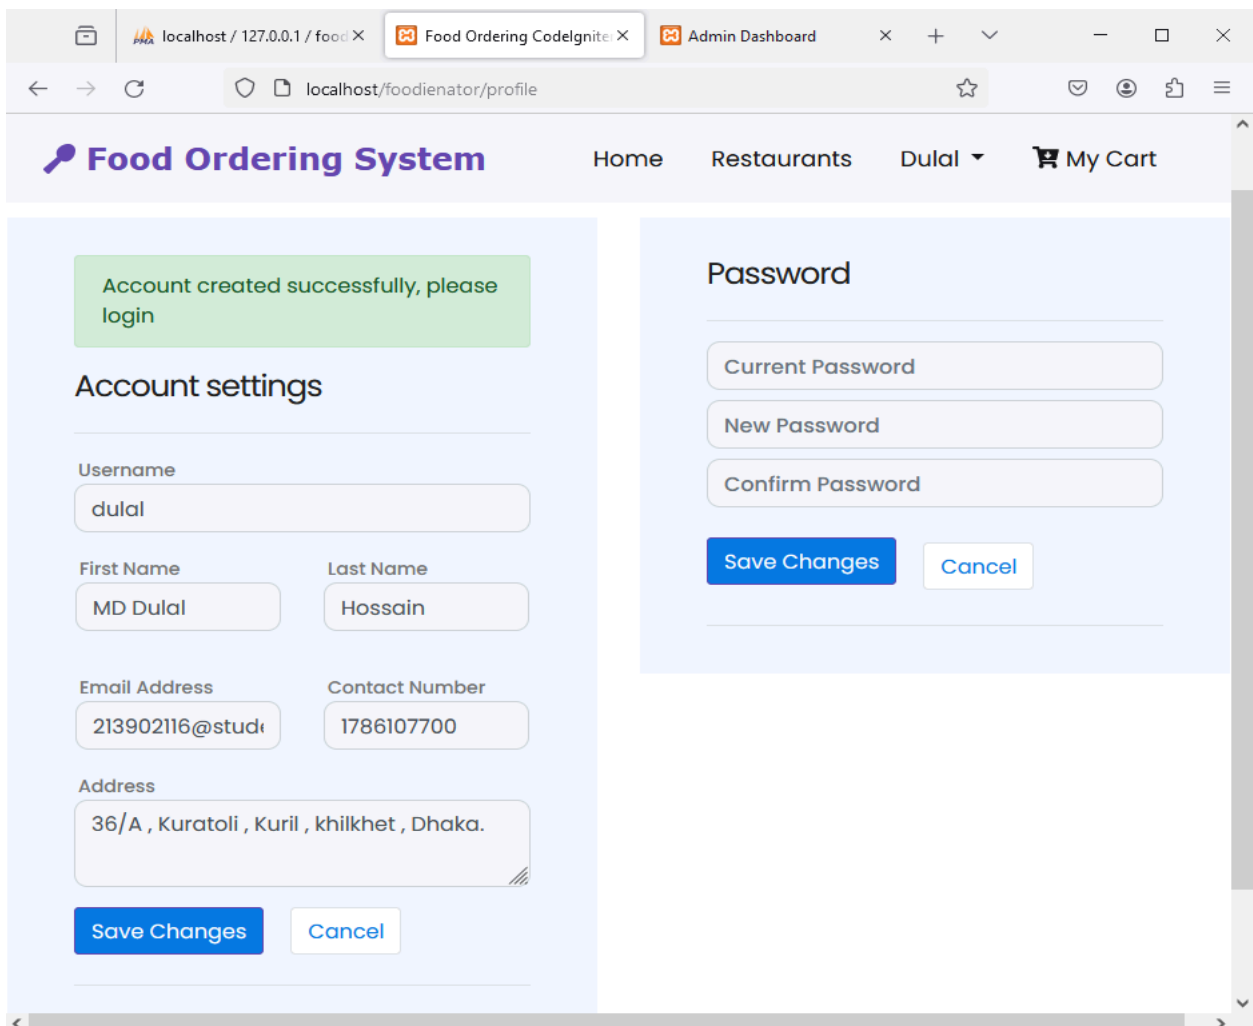 PMA localhost / 127.0.0.1 / food
Food Ordering CodeIgnite
Admin Dashboard
localhost/foodienator/profile
Food Ordering System
Home
Restaurants
Dulal
My Cart
Account created successfully, please
login
Account settings
Username
dulal
First Name
Last Name
MD Dulal
Hossain
Email Address
Contact Number
213902116@stude
1786107700
Address
36/A , Kuratoli , Kuril , khilkhet , Dhaka.
Save Changes
Cancel
Password
Current Password
New Password
Confirm Password
Save Changes
Cancel